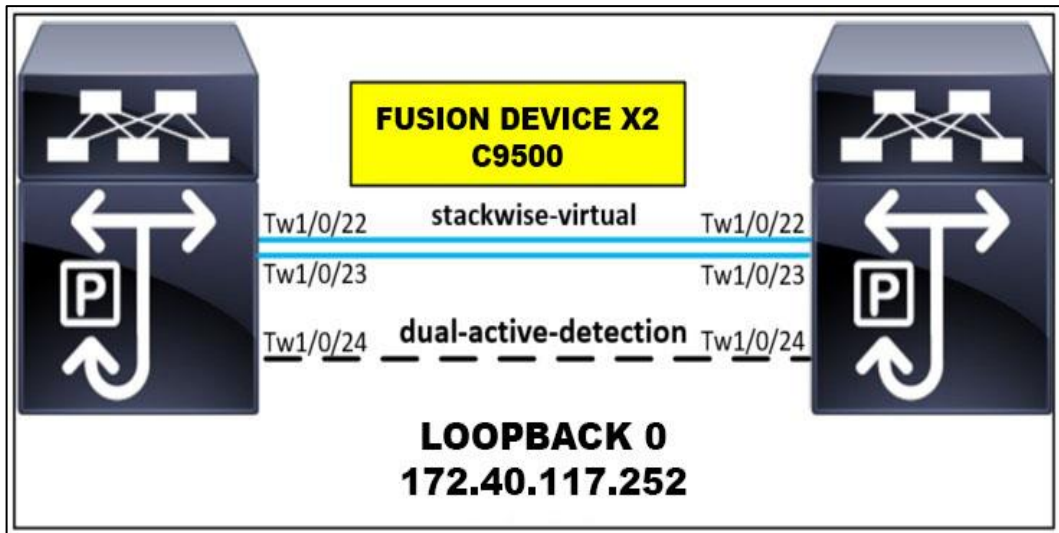 FUSION DEVICE X2
C9500
Tw1/0/22 stackwise-virtual Tw1/0/22
Tw1/0/23 Tw1/0/23
P P
Tw1/0/24 dual-active-detection Tw1/0/24
LOOPBACK 0
172.40.117.252